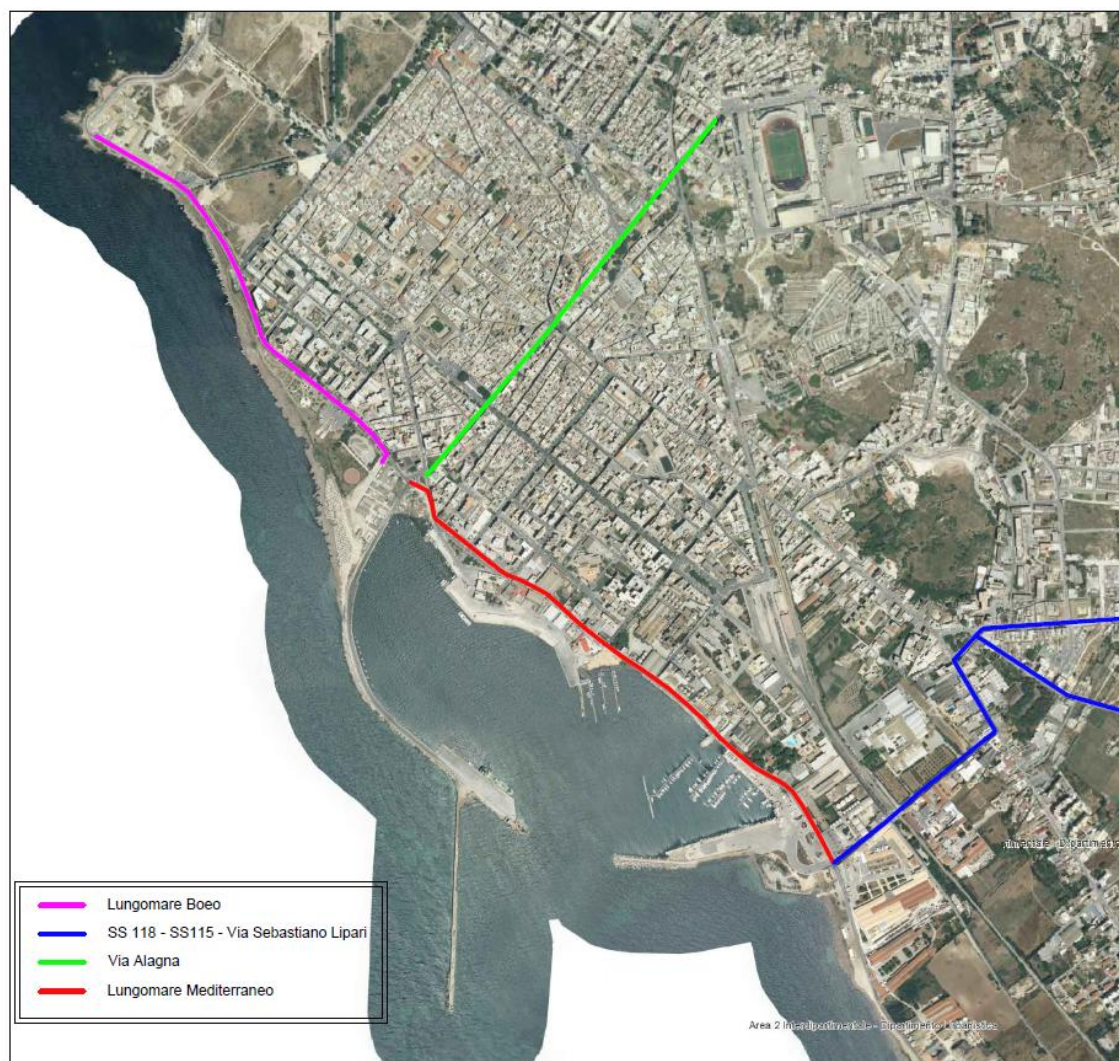 Lungomare Boeo
SS 118 - SS115 - Via Sebastiano Lipari
Via Alagna
Lungomare Mediterraneo
Area 2 Interdipartimentale - Dipartimento Urbanistica